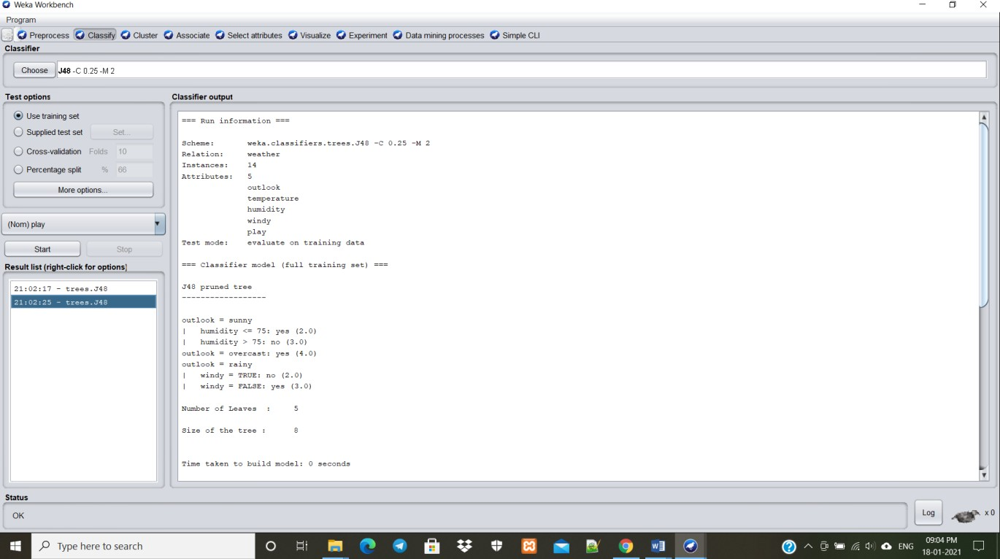 Weka Workbench
Program
Preprocess Classify Cluster Associate Select attributes Visualize Experiment Data mining processes Simple CLI
Classifier
Choose J48 -C 0.25 -M 2
Test options
Use training set
Supplied test set Set...
Cross-validation Folds 10
Percentage split % 66
More options...
(Nom) play
Start Stop
Result list (right-click for options)
21:02:17 - trees.J48
21:02:25 - trees.J48
Classifier output
=== Run information ===
Scheme: weka.classifiers.trees.J48 -C 0.25 -M 2
Relation: weather
Instances: 14
Attributes: 5
outlook
temperature
humidity
windy
play
Test mode: evaluate on training data
=== Classifier model (full training set) ===
J48 pruned tree
------------------
outlook = sunny
| humidity <= 75: yes (2.0)
| humidity > 75: no (3.0)
outlook = overcast: yes (4.0)
outlook = rainy
| windy = TRUE: no (2.0)
| windy = FALSE: yes (3.0)
Number of Leaves : 5
Size of the tree : 8
Time taken to build model: 0 seconds
Status
OK
Log x 0
Type here to search
ENG
09:04 PM
18-01-2021